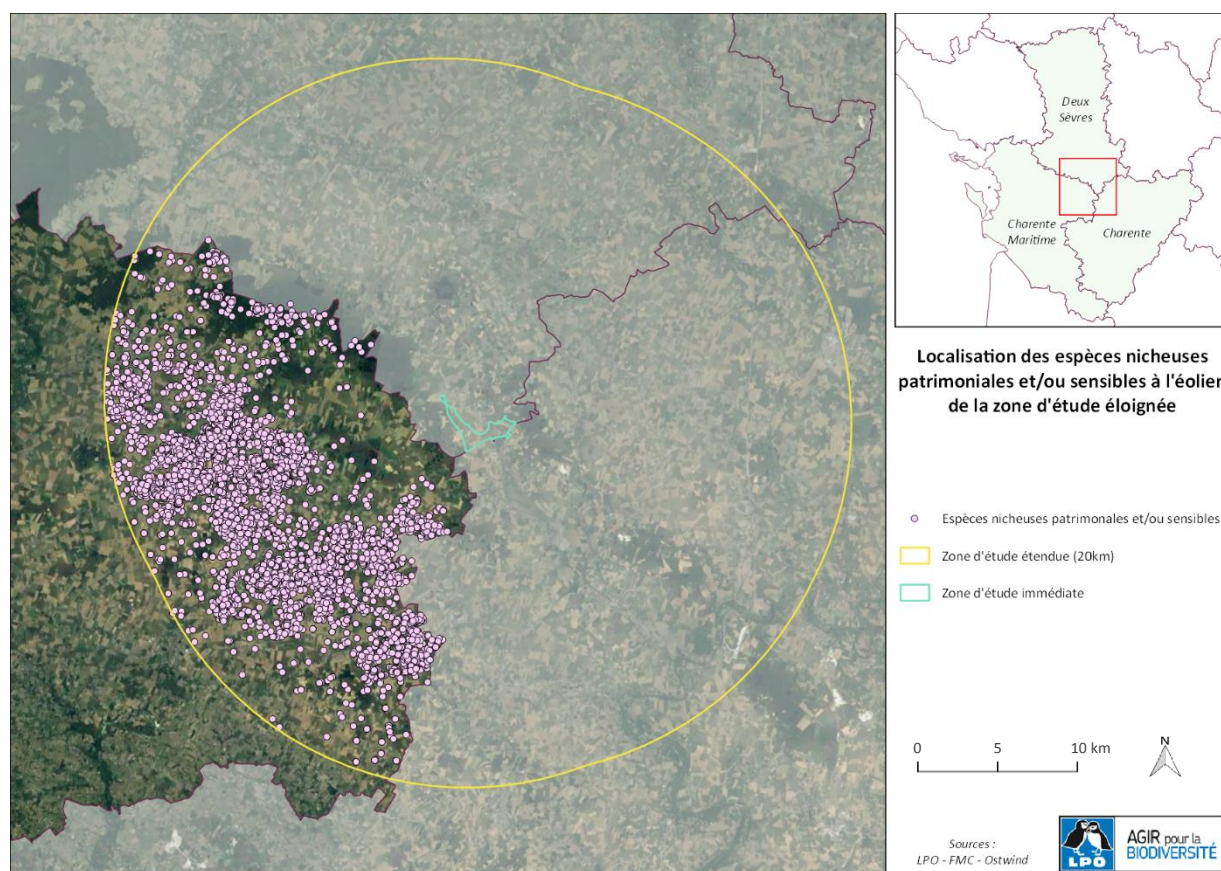 Deux
Sèvres
Charente
Maritime
Charente
Localisation des espèces nicheuses
patrimoniales et/ou sensibles à l'éolien
de la zone d'étude éloignée
Espèces nicheuses patrimonales et/ou sensibles
Zone d'étude étendue (20km)
Zone d'étude immédiate
0 5 10 km
N
Sources :
LPO - FMC - Ostwind
LPO
AGIR pour la
BIODIVERSITÉ